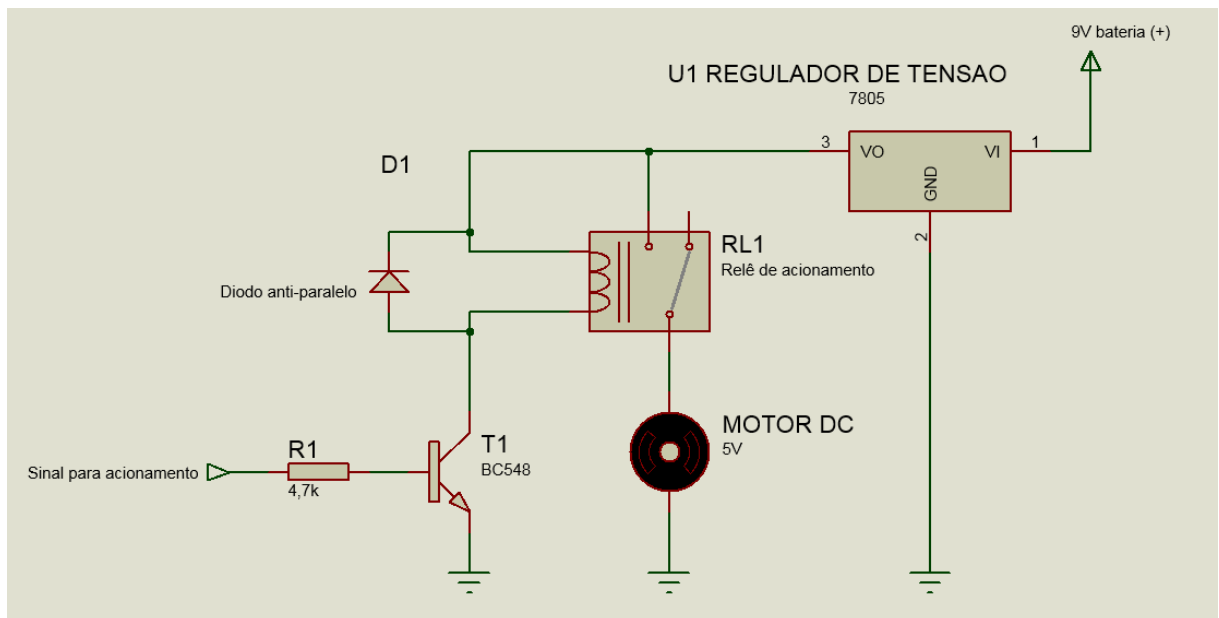 9V bateria (+)
U1 REGULADOR DE TENSAO
7805
3
VO
VI
1
GND
2
D1
Diodo anti-paralelo
RL1
Relê de acionamento
MOTOR DC
5V
T1
BC548
R1
4,7k
Sinal para acionamento